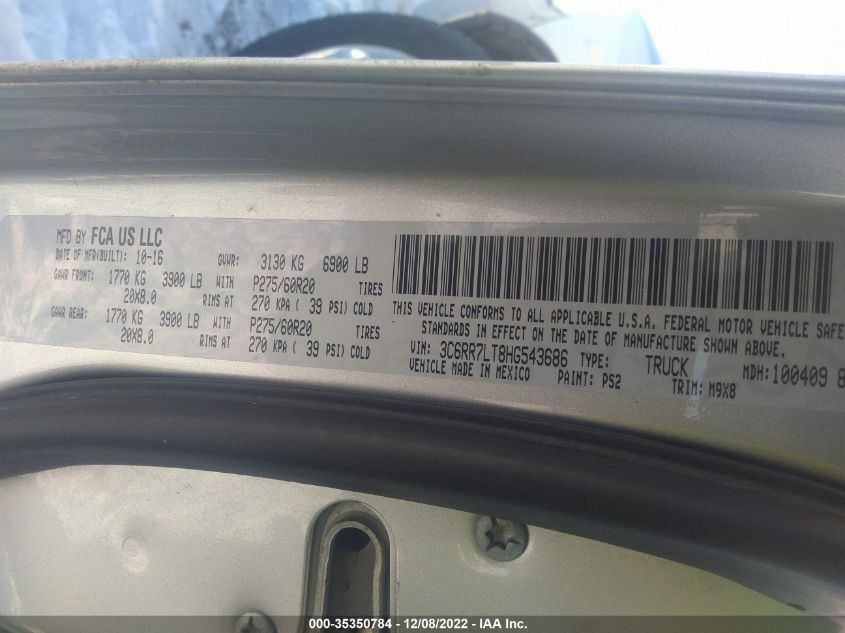 MFD BY FCA US LLC
DATE OF MFR(BUILT): 10-16 GVWR: 3130 KG 6900 LB
GAWR FRONT: 1770 KG 3900 LB WITH P275/60R20 TIRES
20X8.0 RIMS AT 270 KPA ( 39 PSI) COLD
GAWR REAR: 1770 KG 3900 LB WITH P275/60R20 TIRES
20X8.0 RIMS AT 270 KPA ( 39 PSI) COLD
THIS VEHICLE CONFORMS TO ALL APPLICABLE U.S.A. FEDERAL MOTOR VEHICLE SAFE
STANDARDS IN EFFECT ON THE DATE OF MANUFACTURE SHOWN ABOVE.
VIN: 3C6RR7LT8HG543686 TYPE: TRUCK MDH: 100409 8
VEHICLE MADE IN MEXICO PAINT: PS2 TRIM: M9X8
000-35350784 - 12/08/2022 - IAA Inc.